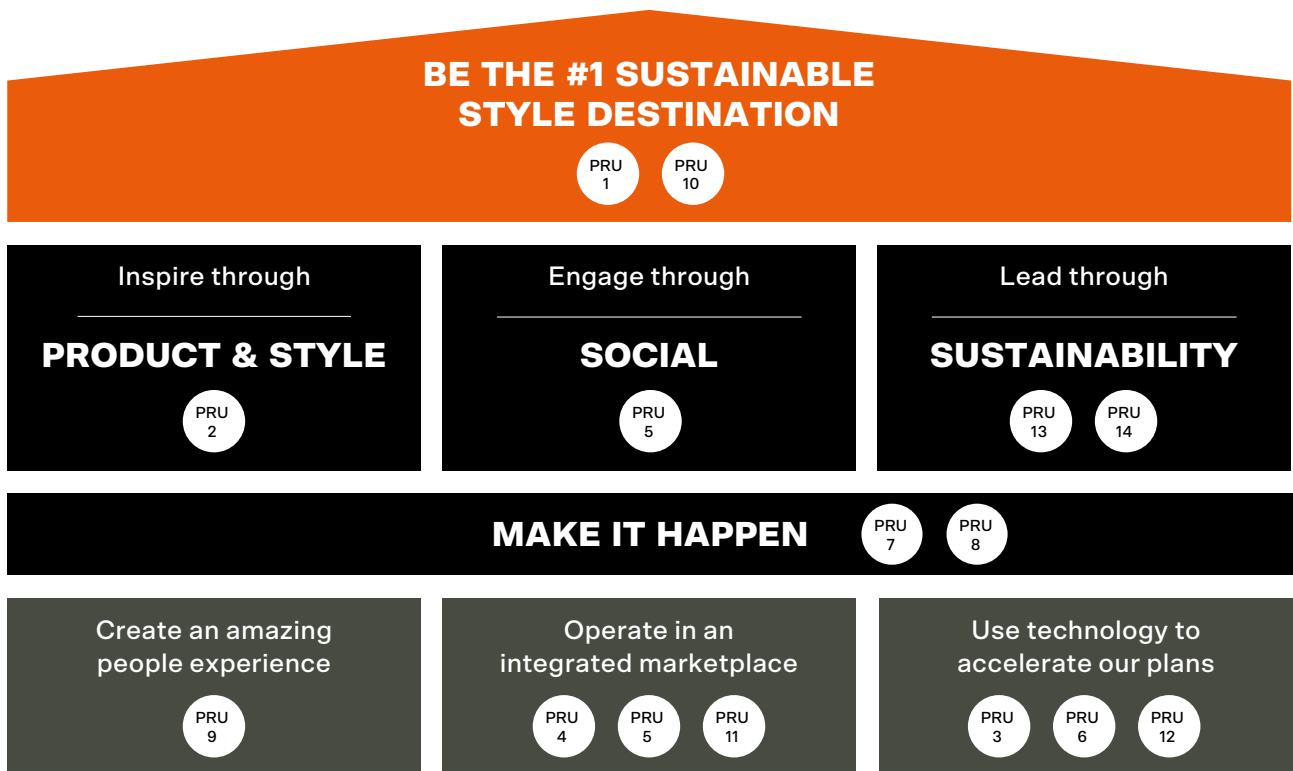 BE THE #1 SUSTAINABLE
STYLE DESTINATION
PRU
1
PRU
10
Inspire through
PRODUCT & STYLE
PRU
2
Engage through
SOCIAL
PRU
5
Lead through
SUSTAINABILITY
PRU
13
PRU
14
MAKE IT HAPPEN
PRU
7
PRU
8
Create an amazing
people experience
PRU
9
Operate in an
integrated marketplace
PRU
4
PRU
5
PRU
11
Use technology to
accelerate our plans
PRU
3
PRU
6
PRU
12